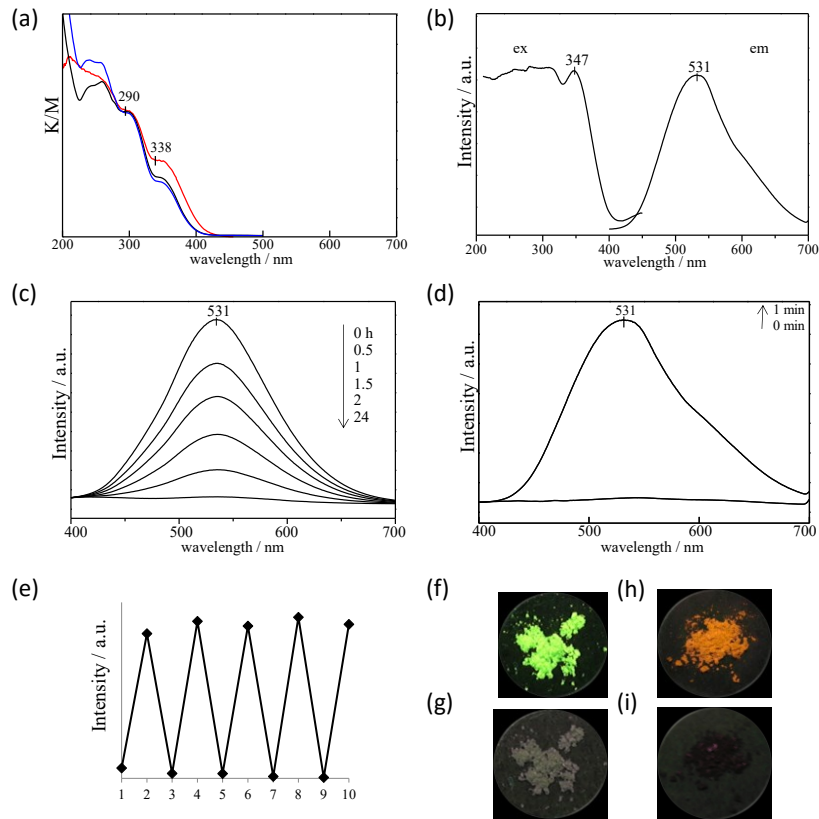 (a)
K/M
290
338
200 300 400 500 600 700
wavelength / nm
(b)
Intensity / a.u.
ex
347
em
531
200 300 400 500 600 700
wavelength / nm
(c)
Intensity / a.u.
531
0 h
0.5
1
1.5
2
24
400 500 600 700
wavelength / nm
(d)
Intensity / a.u.
531
1 min
0 min
400 500 600 700
wavelength / nm
(e)
Intensity / a.u.
1 2 3 4 5 6 7 8 9 10
(f)
(h)
(g)
(i)